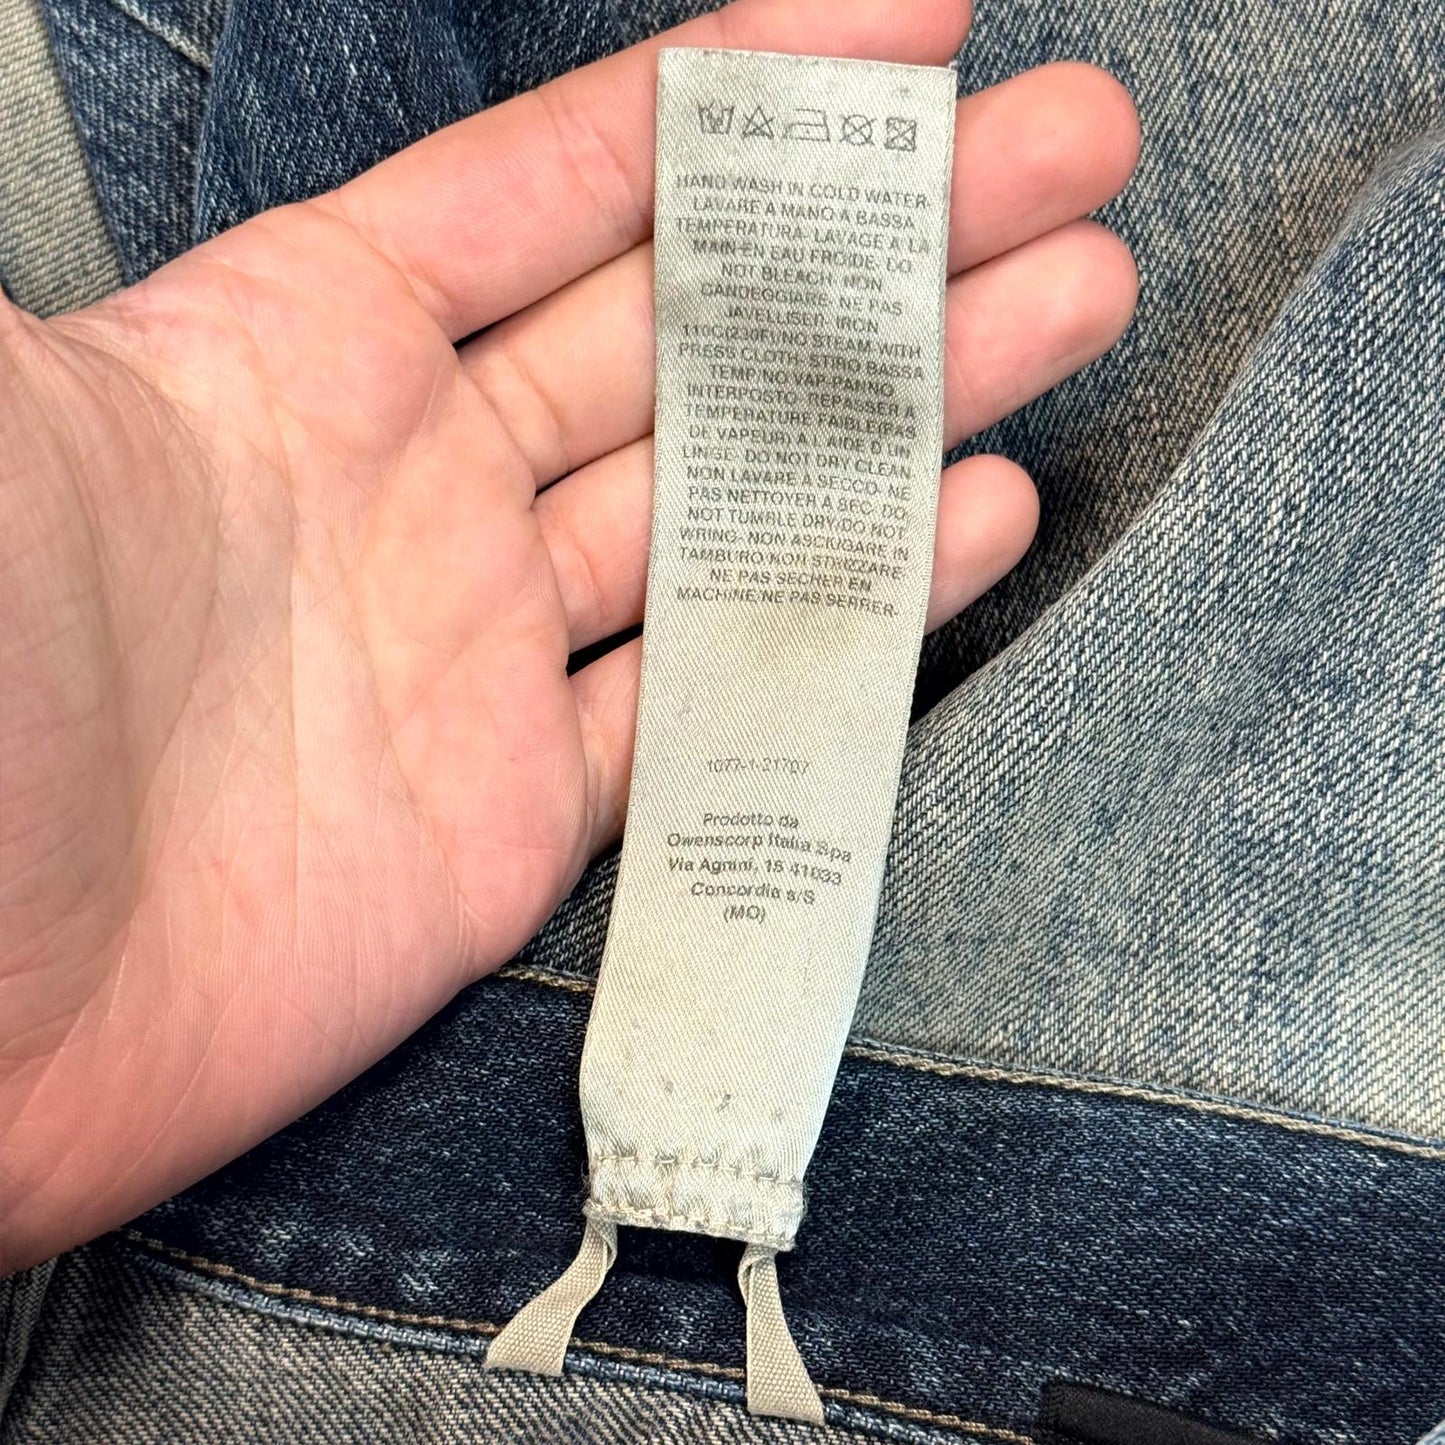 HAND WASH IN COLD WATER
LAVARE A MANO A BASSA
TEMPERATURA. LAVAGE A LA
MAIN EN EAU FROIDE. DO
NOT BLEACH. NON
CANDEGGIARE. NE PAS
JAVELLISER. IRON
110C(230F)/NO STEAM, WITH
PRESS CLOTH. STIRO BASSA
TEMP/NO VAP-PANNO
INTERPOSTO. REPASSER A
TEMPERATURE FAIBLE(PAS
DE VAPEUR) A L AIDE D UN
LINGE. DO NOT DRY CLEAN.
NON LAVARE A SECCO. NE
PAS NETTOYER A SEC. DO
NOT TUMBLE DRY/DO NOT
WRING. NON ASCIUGARE IN
TAMBURO/NON STRIZZARE.
NE PAS SECHER EN
MACHINE/NE PAS SERRER.
1077-1-21707
Prodotto da
Owenscorp Italia Spa
Via Agnini, 15 41033
Concordia s/S
(MO)